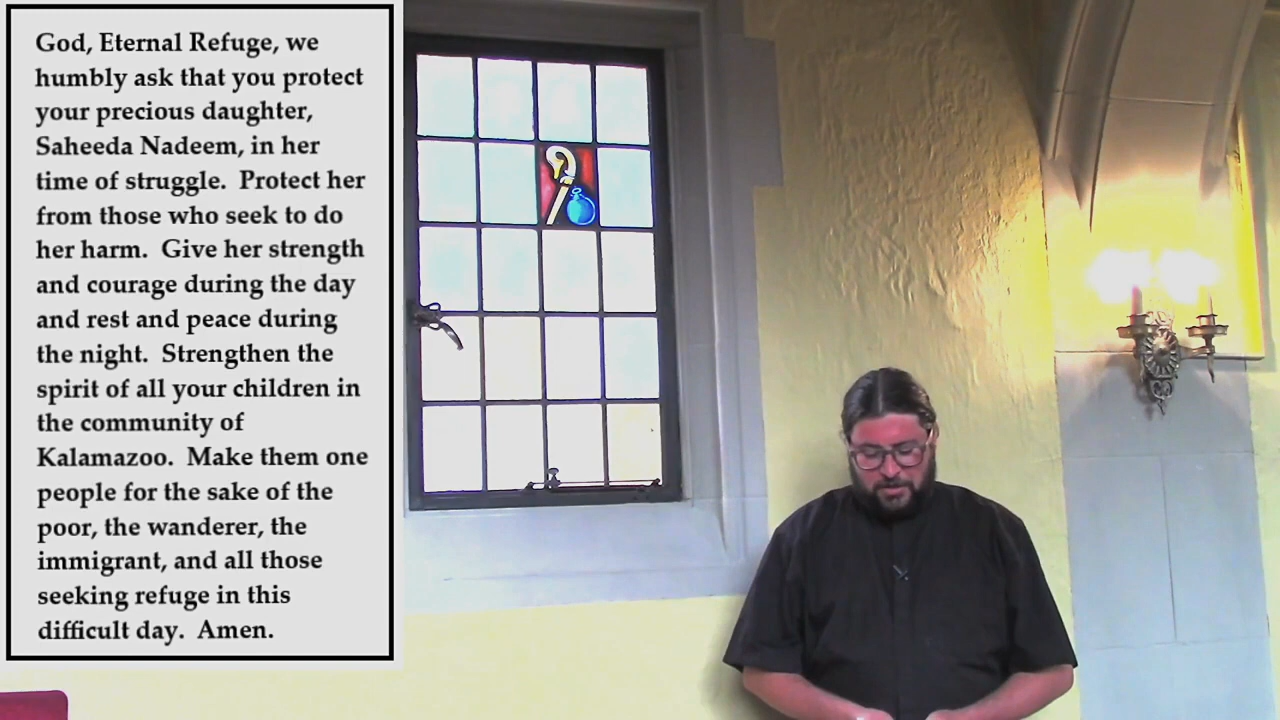 God, Eternal Refuge, we
humbly ask that you protect
your precious daughter,
Saheeda Nadeem, in her
time of struggle.  Protect her
from those who seek to do
her harm.  Give her strength
and courage during the day
and rest and peace during
the night.  Strengthen the
spirit of all your children in
the community of
Kalamazoo.  Make them one
people for the sake of the
poor, the wanderer, the
immigrant, and all those
seeking refuge in this
difficult day.  Amen.